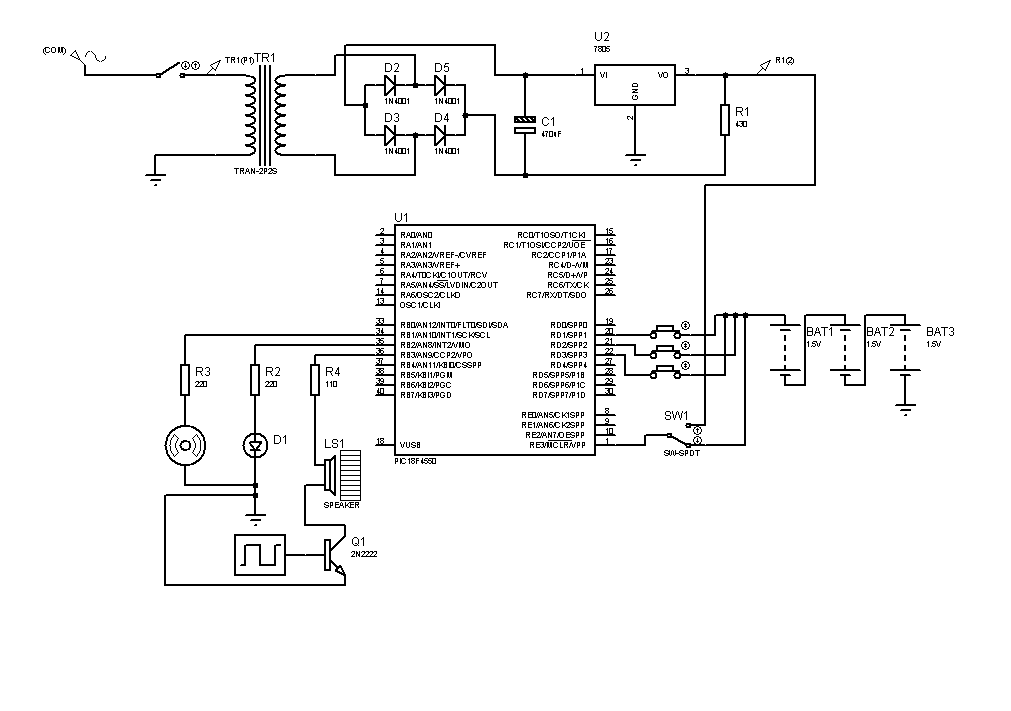 (COM)
TR1(P1)
TR1
TRAN-2P2S
D2
1N4001
D5
1N4001
D3
1N4001
D4
1N4001
C1
470nF
U2
7805
1
VI
VO
3
GND
2
R1(2)
R1
430
U1
2 RA0/AN0
3 RA1/AN1
4 RA2/AN2/VREF-/CVREF
5 RA3/AN3/VREF+
6 RA4/T0CKI/C1OUT/RCV
7 RA5/AN4/SS/LVDIN/C2OUT
14 RA6/OSC2/CLKO
13 OSC1/CLKI
33 RB0/AN12/INT0/FLT0/SDI/SDA
34 RB1/AN10/INT1/SCK/SCL
35 RB2/AN8/INT2/VMO
36 RB3/AN9/CCP2/VPO
37 RB4/AN11/KBI0/CSSPP
38 RB5/KBI1/PGM
39 RB6/KBI2/PGC
40 RB7/KBI3/PGD
18 VUSB
RC0/T1OSO/T1CKI 15
RC1/T1OSI/CCP2/UOE 16
RC2/CCP1/P1A 17
RC4/D-/VM 23
RC5/D+/VP 24
RC6/TX/CK 25
RC7/RX/DT/SDO 26
RD0/SPP0 19
RD1/SPP1 20
RD2/SPP2 21
RD3/SPP3 22
RD4/SPP4 27
RD5/SPP5/P1B 28
RD6/SPP6/P1C 29
RD7/SPP7/P1D 30
RE0/AN5/CK1SPP 8
RE1/AN6/CK2SPP 9
RE2/AN7/OESPP 10
RE3/MCLR/VPP 1
PIC18F4550
R3
220
R2
220
R4
110
D1
LS1
SPEAKER
Q1
2N2222
SW1
SW-SPDT
BAT1
1.5V
BAT2
1.5V
BAT3
1.5V